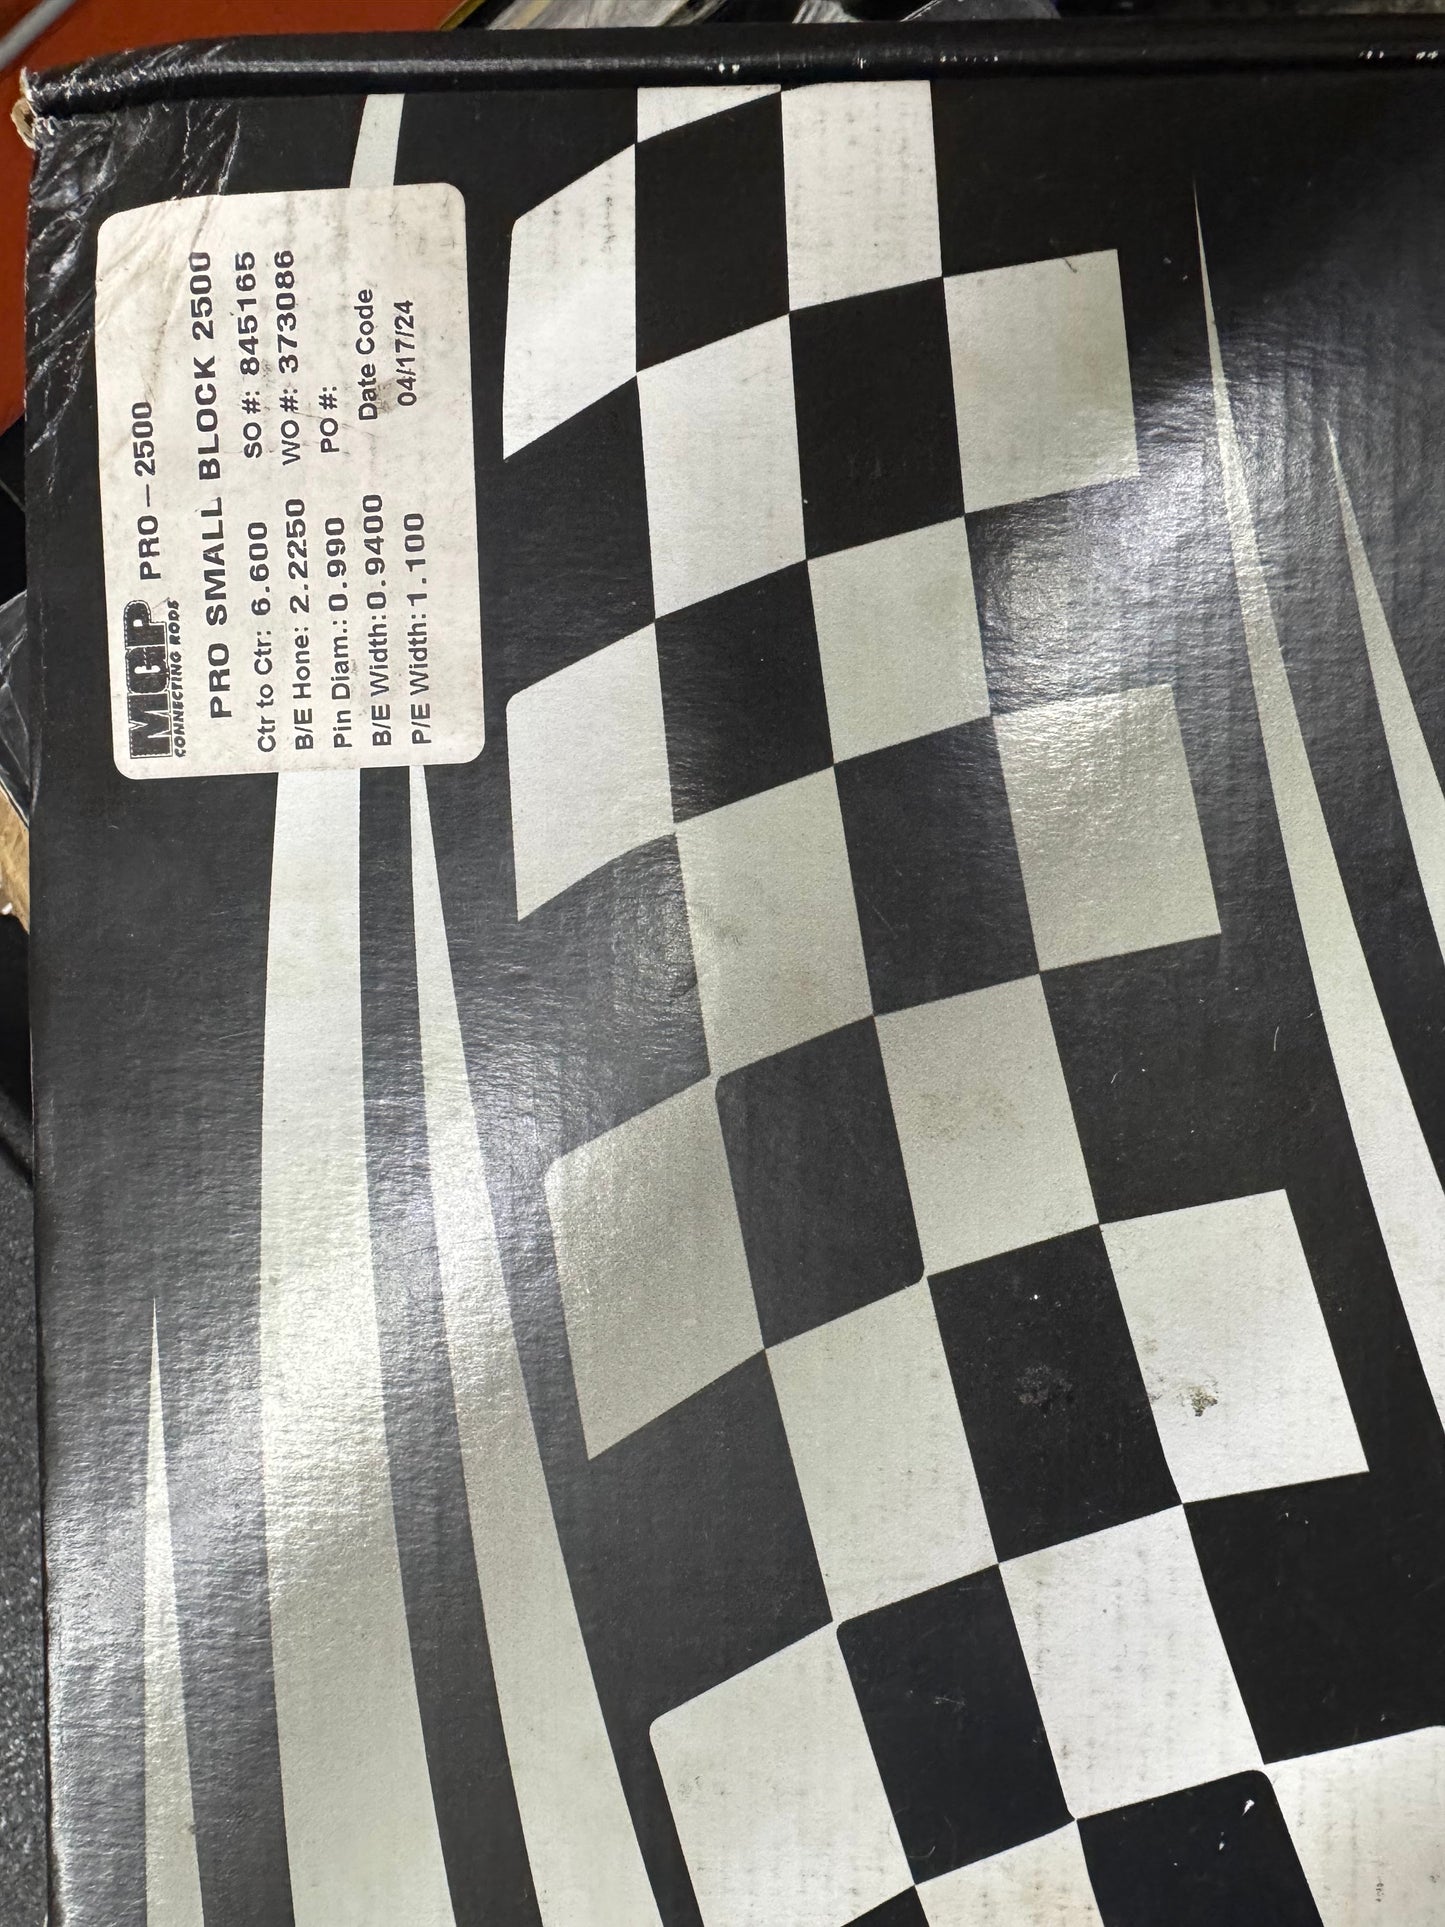 MGP PRO-2500
CONNECTING RODS
PRO SMALL BLOCK 2500
Ctr to Ctr: 6.600 SO #: 845165
B/E Hone: 2.2250 WO #: 373086
Pin Diam.: 0.990 PO #:
B/E Width: 0.9400 Date Code
P/E Width: 1.100 04/17/24